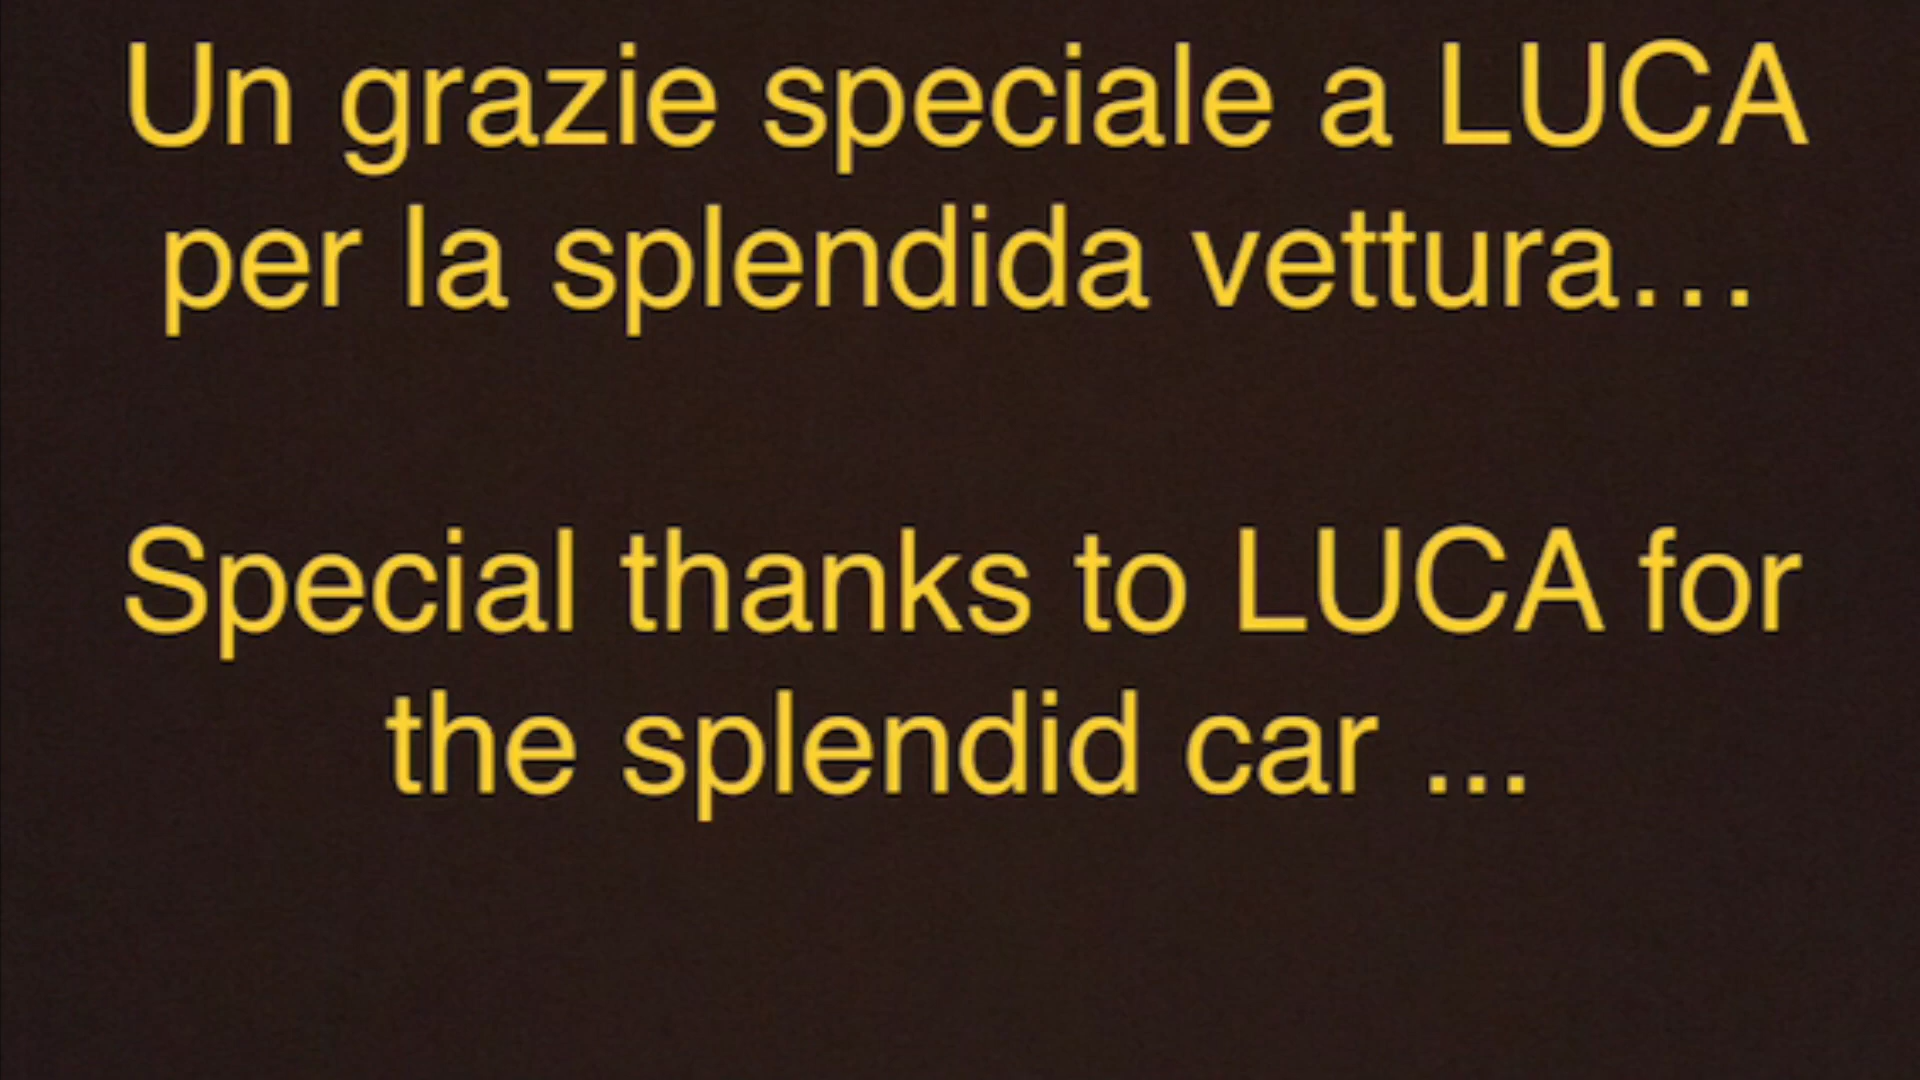 Un grazie speciale a LUCA
per la splendida vettura…
Special thanks to LUCA for
the splendid car ...